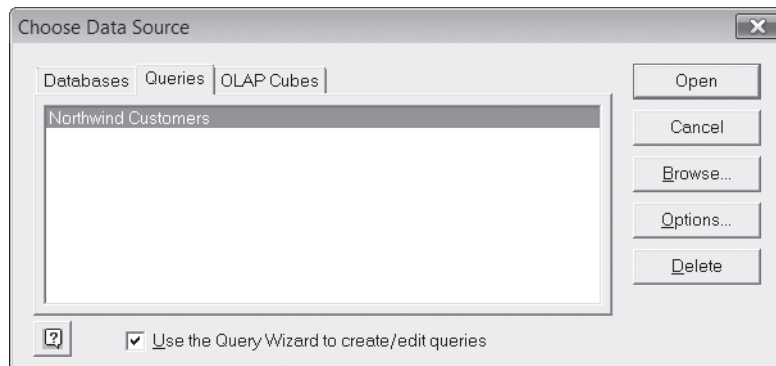 Choose Data Source
Databases Queries OLAP Cubes
Northwind Customers
Open
Cancel
Browse...
Options...
Delete
Use the Query Wizard to create/edit queries